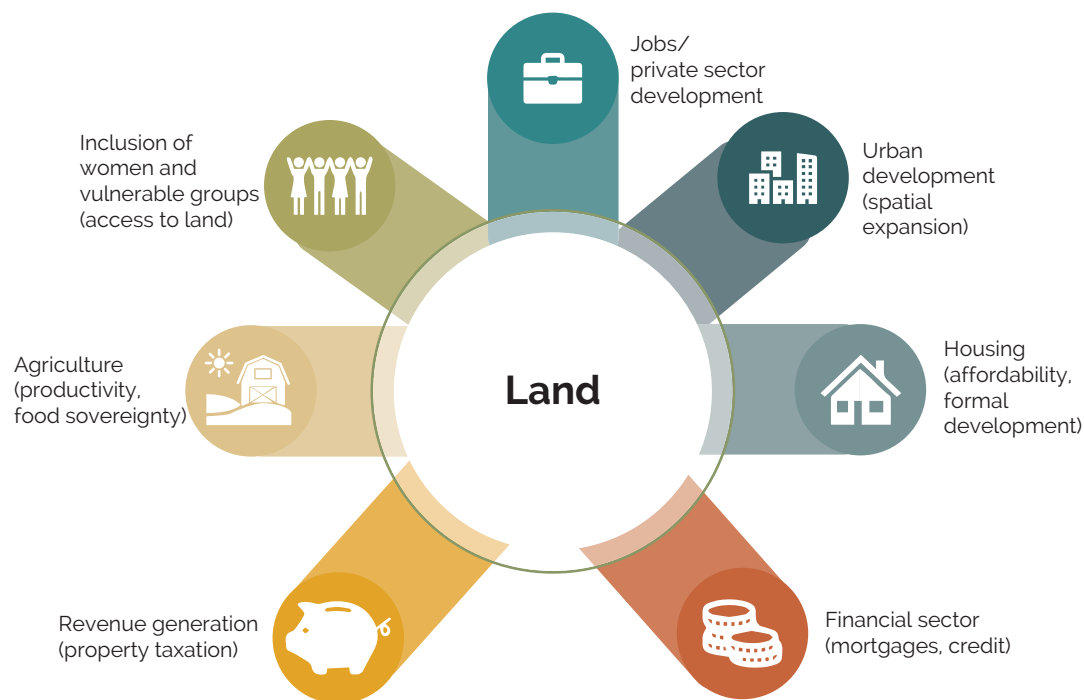 Jobs/
private sector
development
Urban
development
(spatial
expansion)
Housing
(affordability,
formal
development)
Financial sector
(mortgages, credit)
Revenue generation
(property taxation)
Agriculture
(productivity,
food sovereignty)
Inclusion of
women and
vulnerable groups
(access to land)
Land